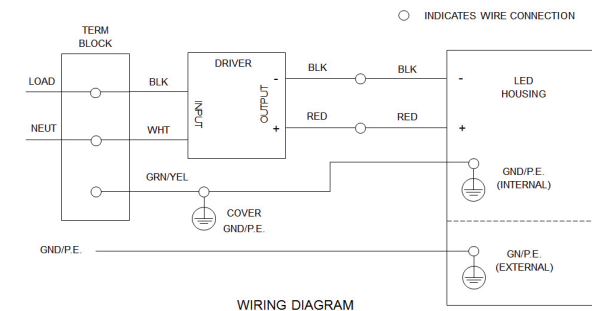 INDICATES WIRE CONNECTION
TERM
BLOCK
DRIVER
LOAD
BLK
BLK
BLK
-
-
LED
HOUSING
INPUT
OUTPUT
NEUT
WHT
RED
RED
+
+
GRN/YEL
GND/P.E.
(INTERNAL)
COVER
GND/P.E.
GND/P.E.
GN/P.E.
(EXTERNAL)
WIRING DIAGRAM